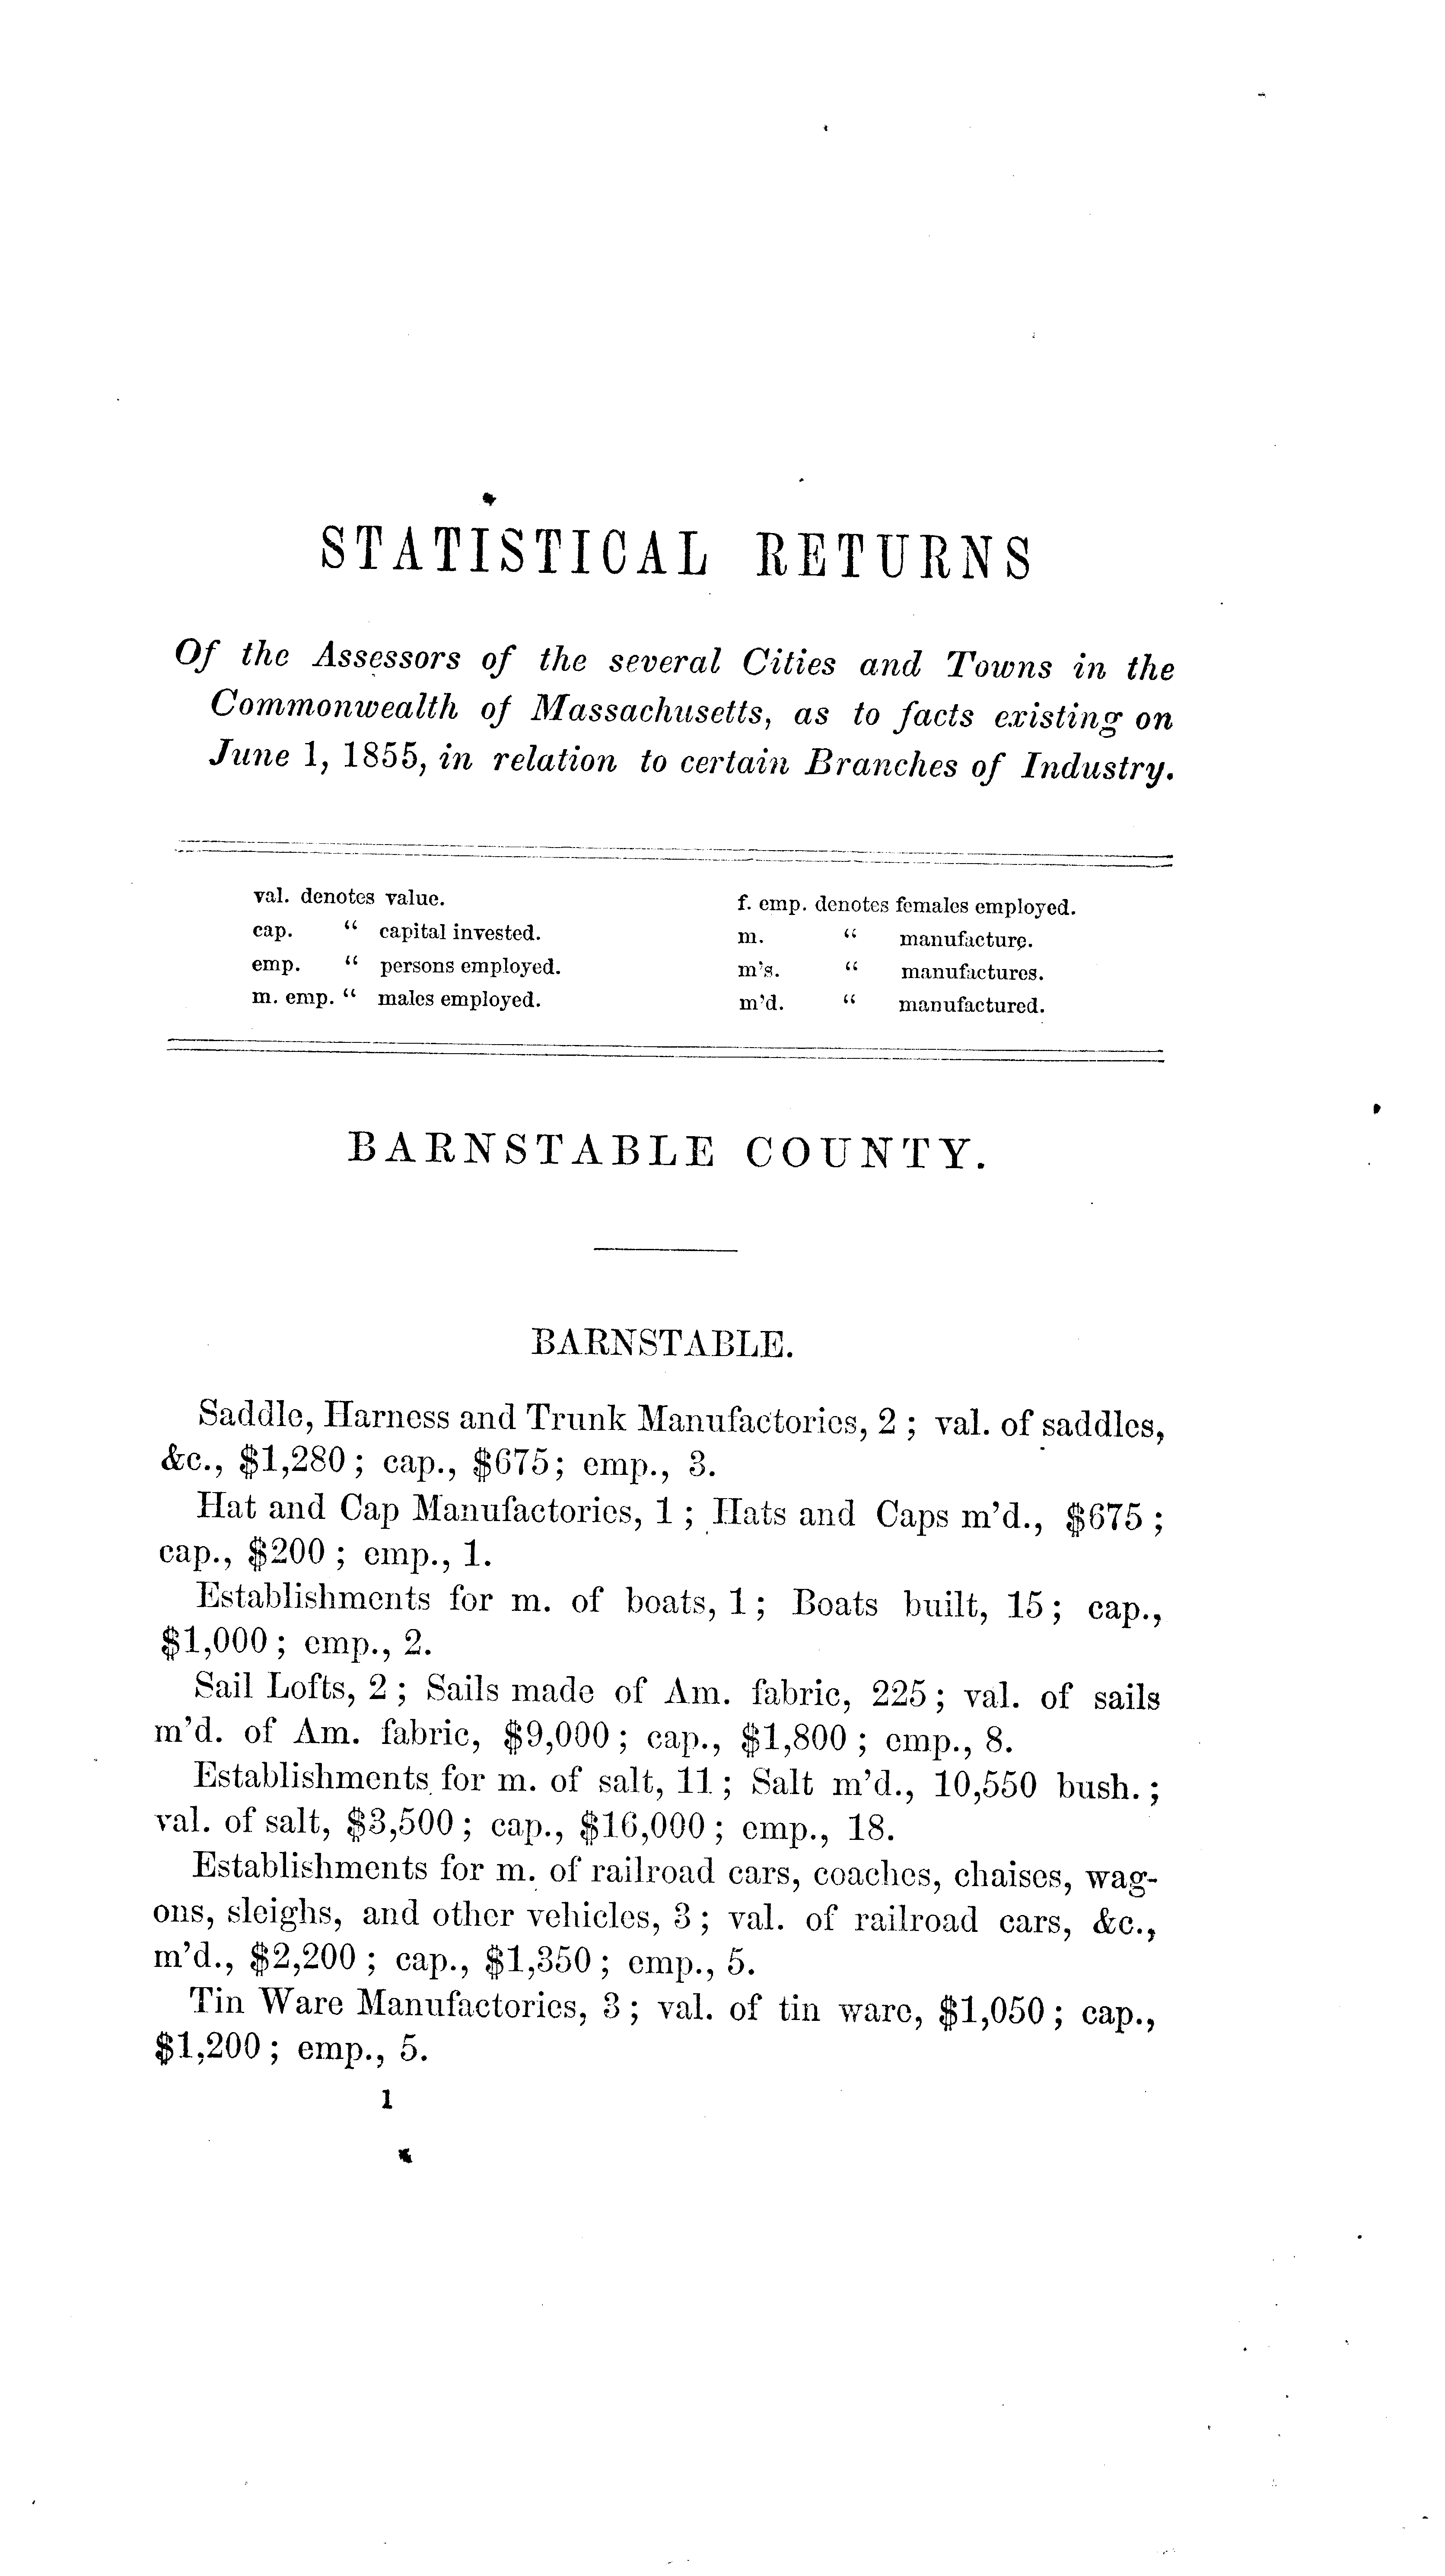 STATISTICAL RETURNS
Of the Assessors of the several Cities and Towns in the
Commonwealth of Massachusetts, as to facts existing on
June 1, 1855, in relation to certain Branches of Industry.
val. denotes value.
cap. “ capital invested.
emp. “ persons employed.
m. emp. “ males employed.
f. emp. denotes females employed.
m. “ manufacture.
m’s. “ manufactures.
m’d. “ manufactured.
BARNSTABLE COUNTY.
BARNSTABLE.
Saddle, Harness and Trunk Manufactories, 2 ; val. of saddles,
&c., $1,280 ; cap., $675; emp., 3.
Hat and Cap Manufactories, 1 ; Hats and Caps m’d., $675 ;
cap., $200 ; emp., 1.
Establishments for m. of boats, 1 ; Boats built, 15 ; cap.,
$1,000 ; emp., 2.
Sail Lofts, 2 ; Sails made of Am. fabric, 225 ; val. of sails
m’d. of Am. fabric, $9,000 ; cap., $1,800 ; emp., 8.
Establishments for m. of salt, 11 ; Salt m’d., 10,550 bush. ;
val. of salt, $3,500 ; cap., $16,000 ; emp., 18.
Establishments for m. of railroad cars, coaches, chaises, wag-
ons, sleighs, and other vehicles, 3 ; val. of railroad cars, &c.,
m’d., $2,200 ; cap., $1,350 ; emp., 5.
Tin Ware Manufactories, 3 ; val. of tin ware, $1,050 ; cap.,
$1,200 ; emp., 5.
1